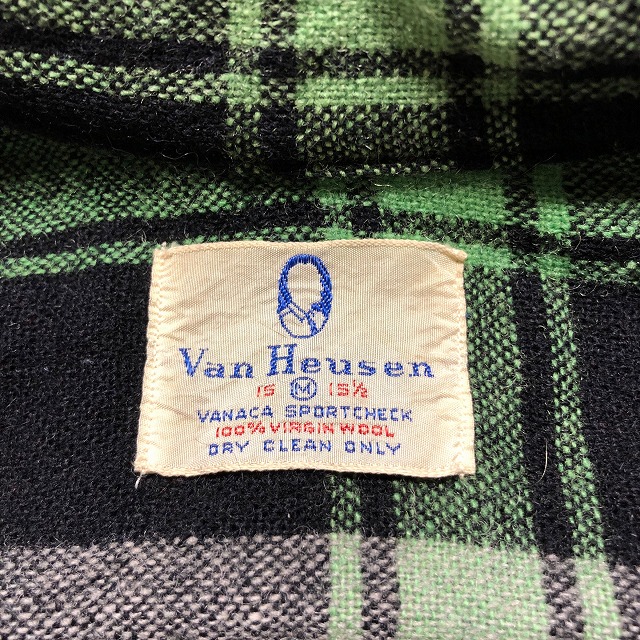 Van Heusen
15 M 15½
VANACA SPORTCHECK
100% VIRGIN WOOL
DRY CLEAN ONLY